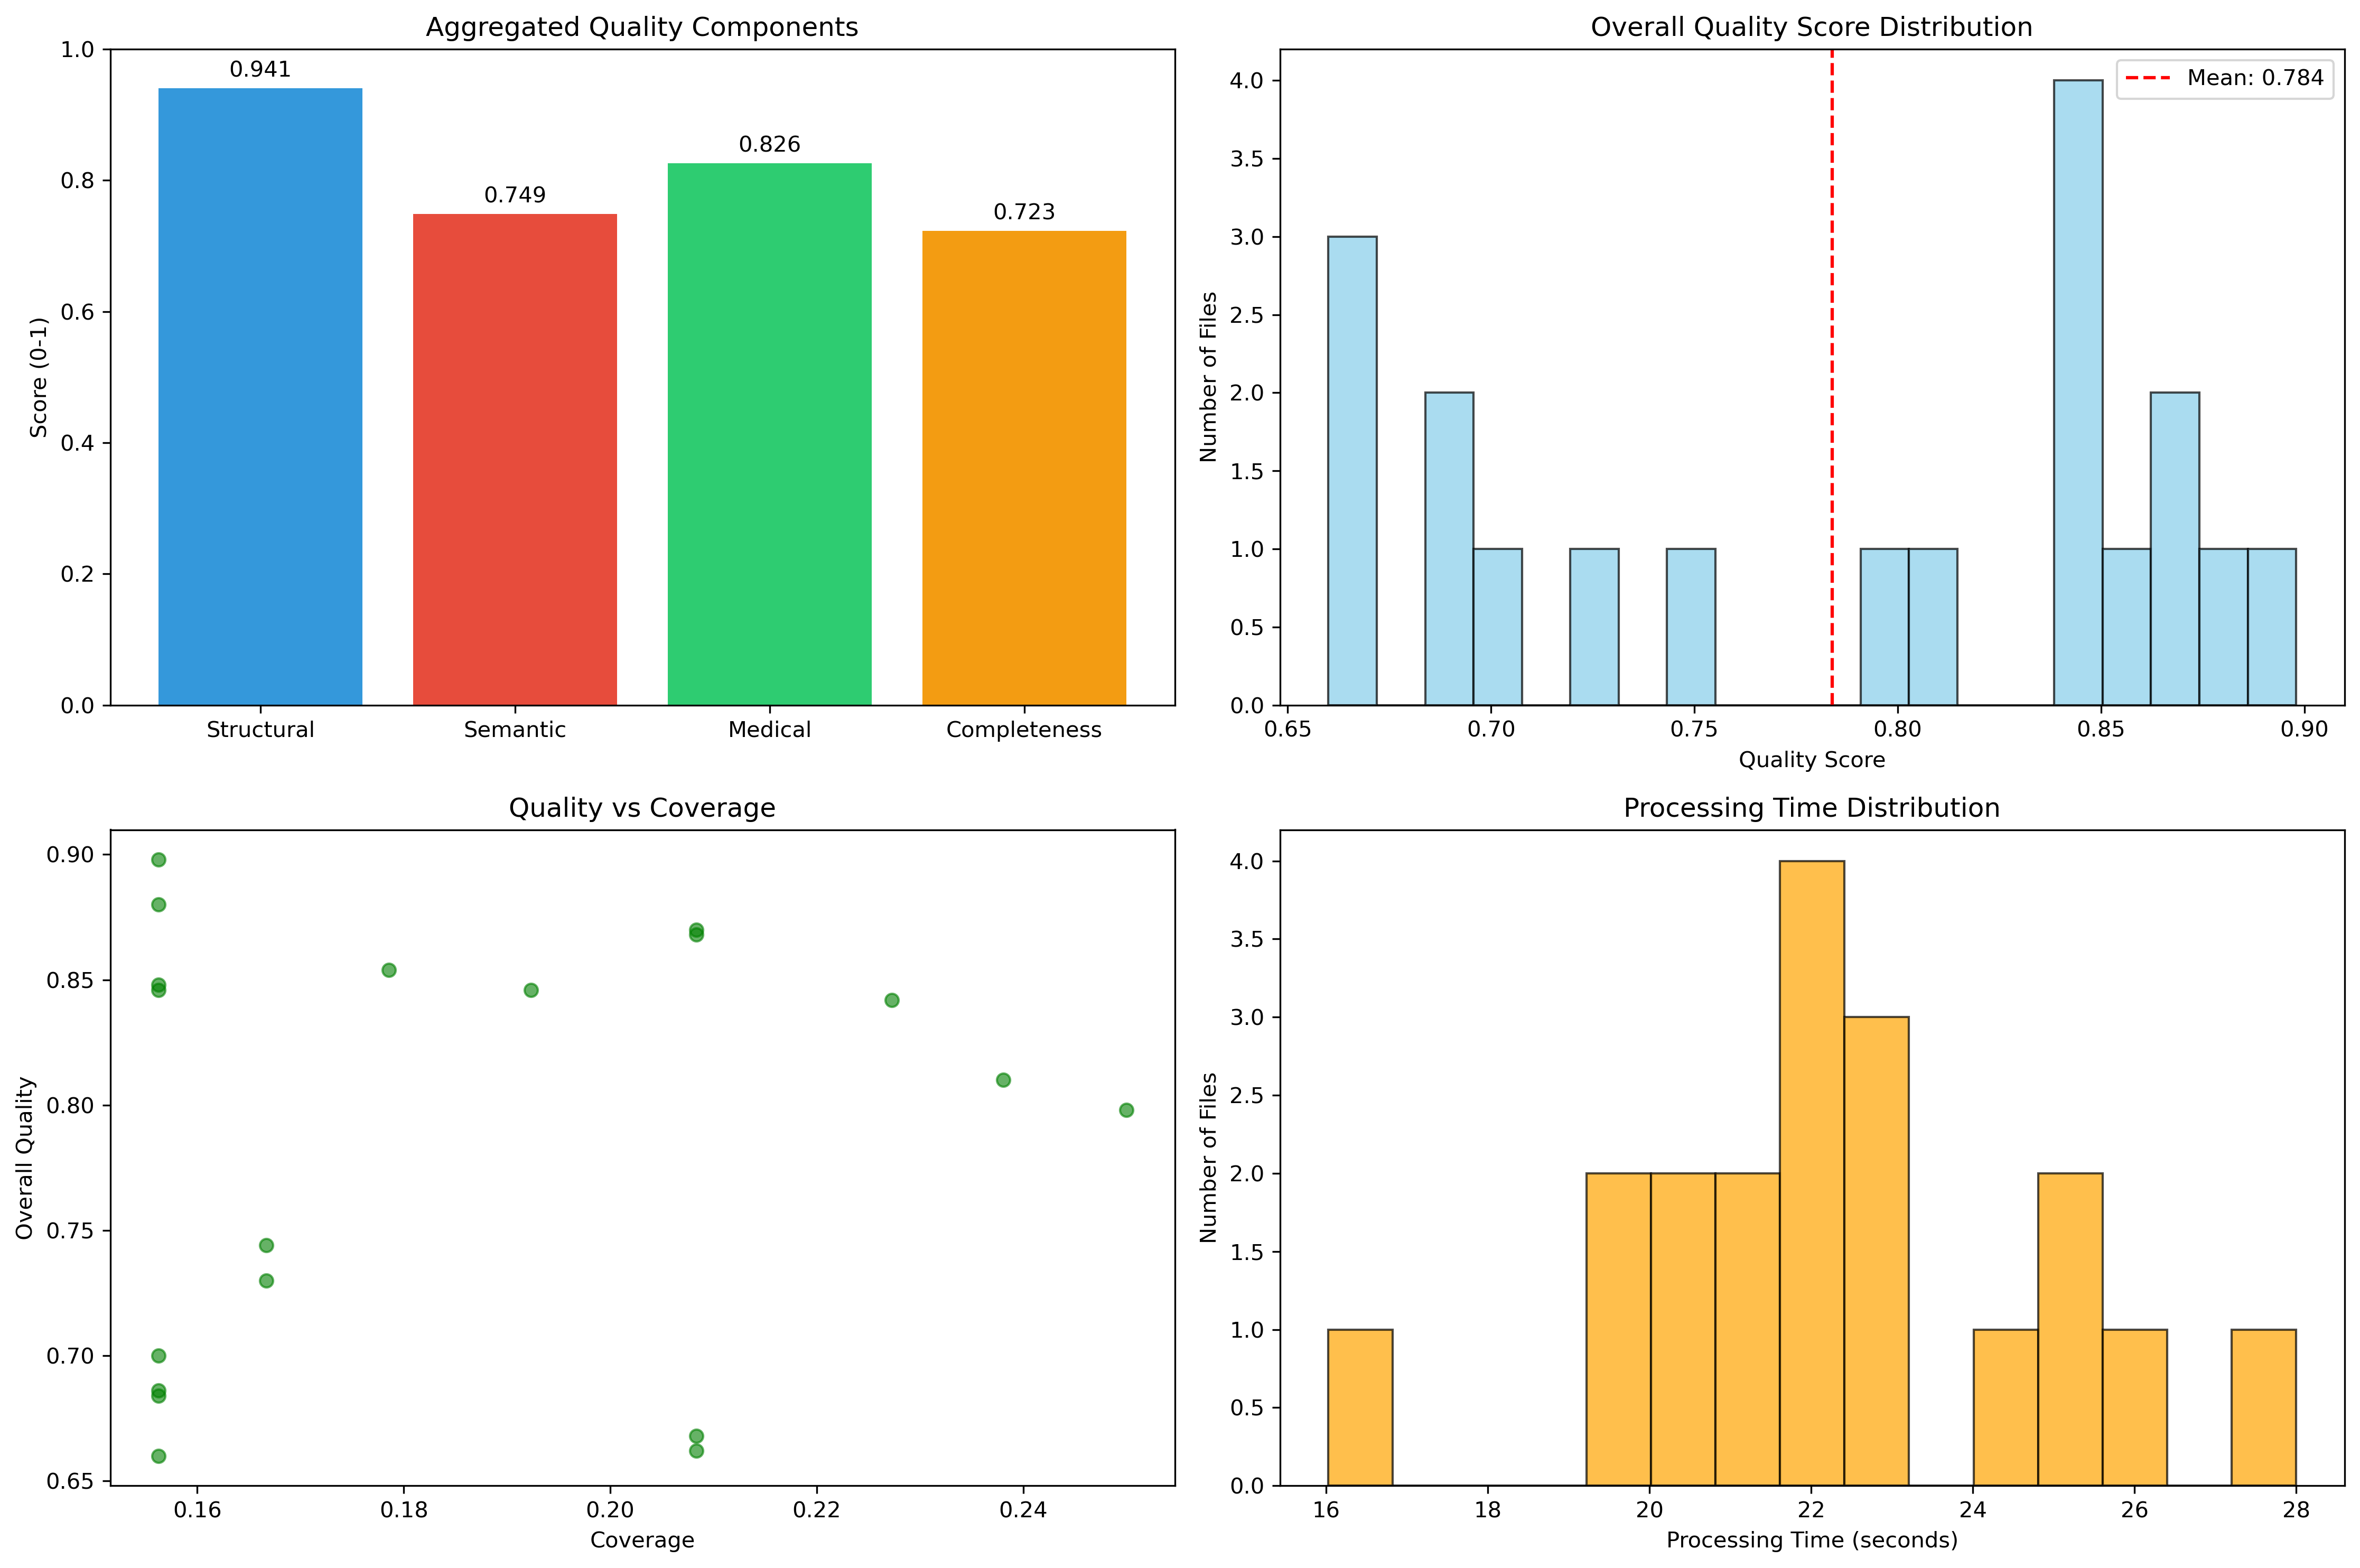 Aggregated Quality Components
Score (0-1)
1.0
0.8
0.6
0.4
0.2
0.0
0.941
0.749
0.826
0.723
Structural Semantic Medical Completeness
Overall Quality Score Distribution
Number of Files
4.0
3.5
3.0
2.5
2.0
1.5
1.0
0.5
0.0
Mean: 0.784
0.65 0.70 0.75 0.80 0.85 0.90
Quality Score
Quality vs Coverage
Overall Quality
0.90
0.85
0.80
0.75
0.70
0.65
0.16 0.18 0.20 0.22 0.24
Coverage
Processing Time Distribution
Number of Files
4.0
3.5
3.0
2.5
2.0
1.5
1.0
0.5
0.0
16 18 20 22 24 26 28
Processing Time (seconds)